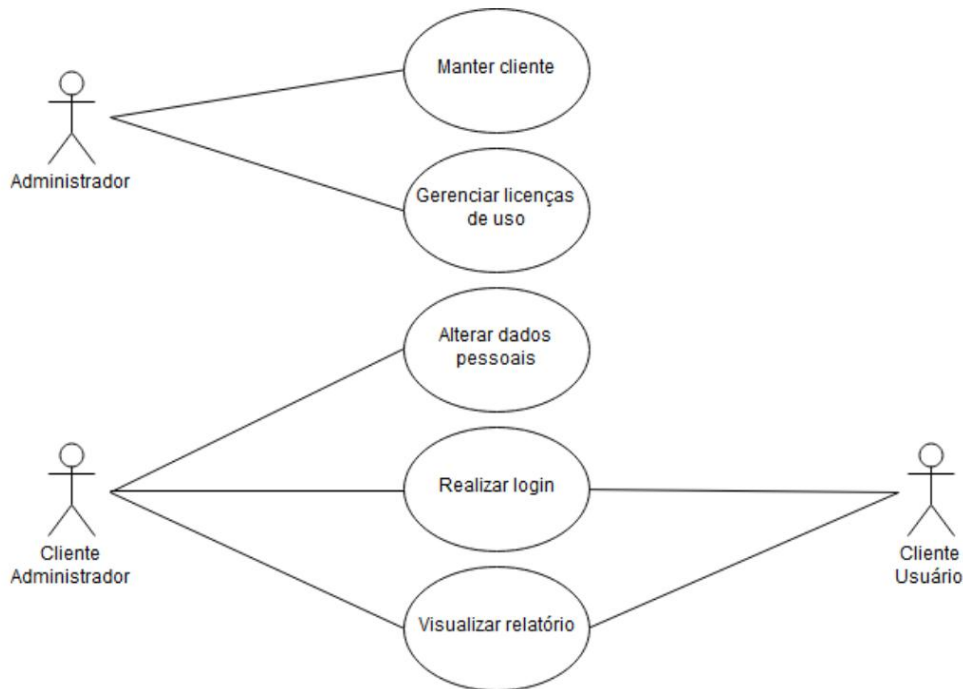 Manter cliente
Administrador
Gerenciar licenças
de uso
Alterar dados
pessoais
Realizar login
Cliente
Administrador
Cliente
Usuário
Visualizar relatório